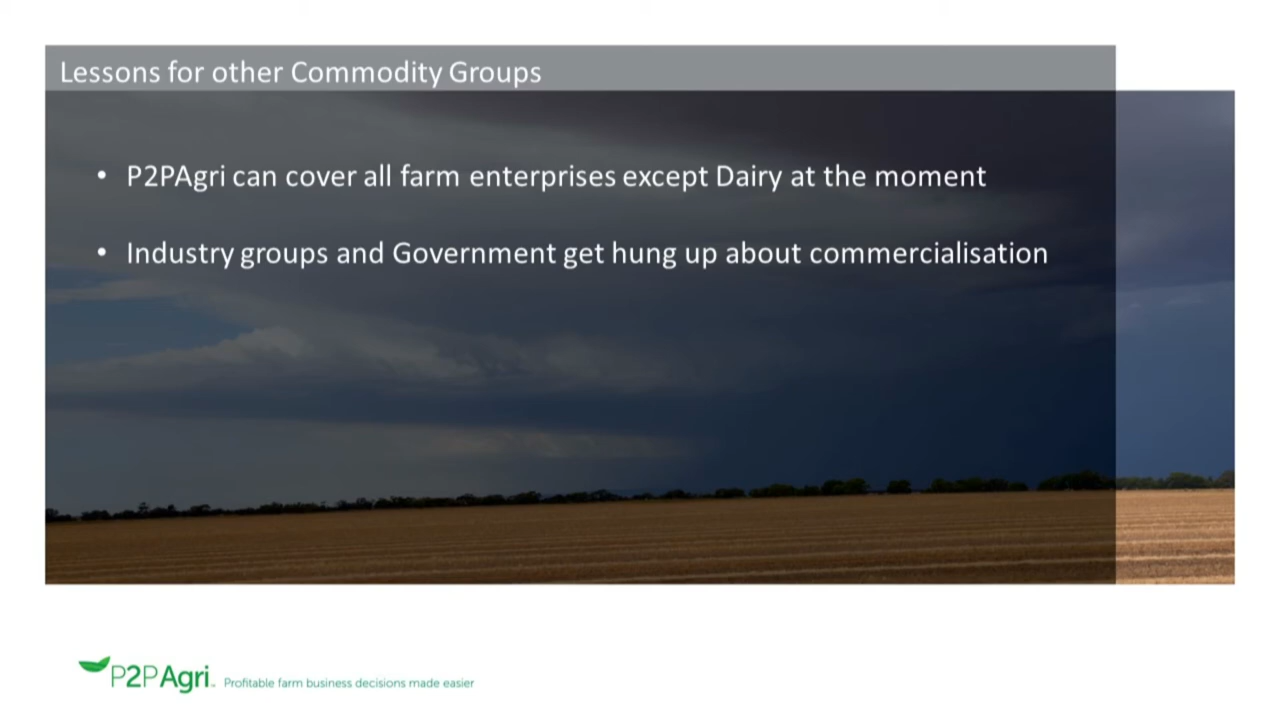 Lessons for other Commodity Groups
• P2PAgri can cover all farm enterprises except Dairy at the moment
• Industry groups and Government get hung up about commercialisation
P2PAgri™ Profitable farm business decisions made easier